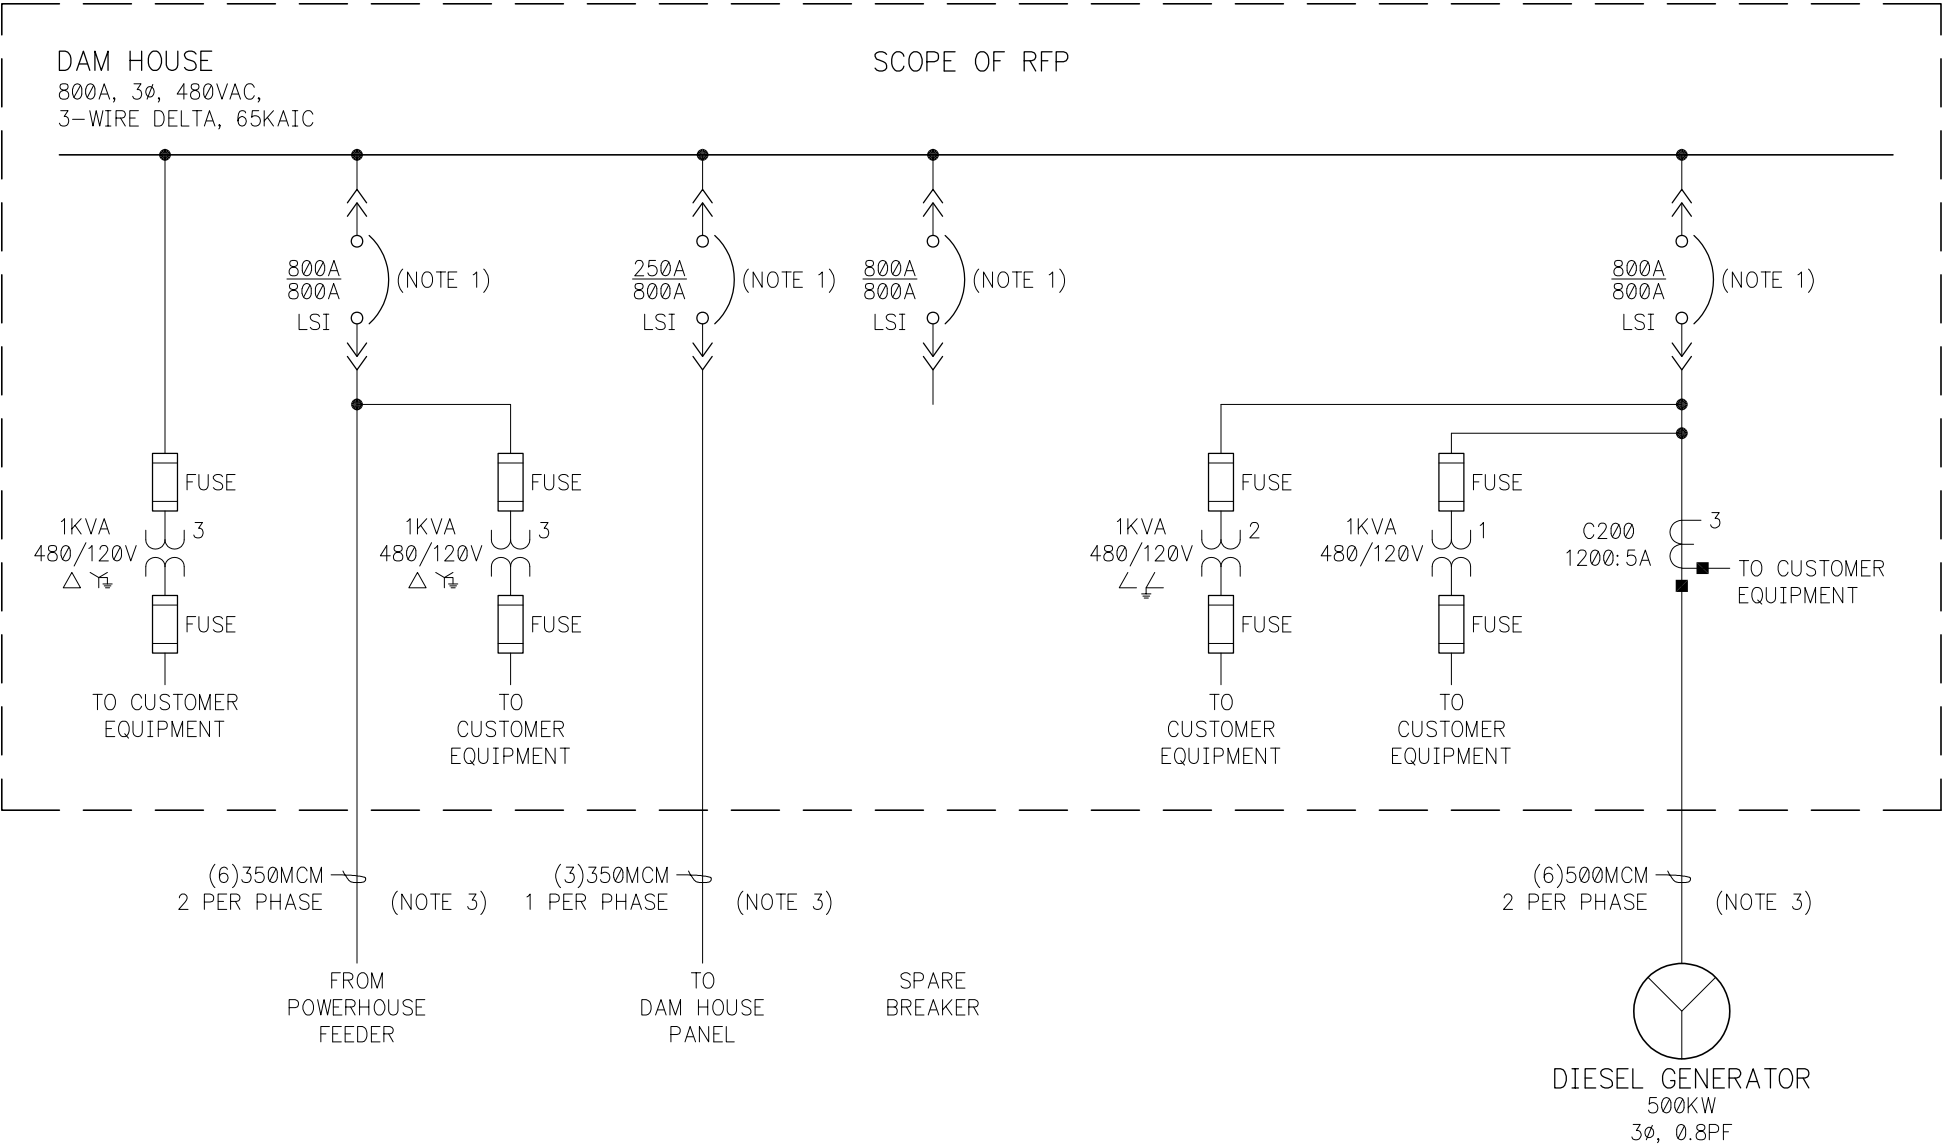 DAM HOUSE
800A, 3ø, 480VAC,
3-WIRE DELTA, 65KAIC
SCOPE OF RFP
800A
800A
LSI
(NOTE 1)
250A
800A
LSI
(NOTE 1)
800A
800A
LSI
(NOTE 1)
800A
800A
LSI
(NOTE 1)
FUSE
1KVA
480/120V
3
FUSE
TO CUSTOMER
EQUIPMENT
FUSE
1KVA
480/120V
3
FUSE
TO
CUSTOMER
EQUIPMENT
FUSE
1KVA
480/120V
2
FUSE
TO
CUSTOMER
EQUIPMENT
FUSE
1KVA
480/120V
1
FUSE
TO
CUSTOMER
EQUIPMENT
C200
1200:5A
3
TO CUSTOMER
EQUIPMENT
(6)350MCM
2 PER PHASE
(NOTE 3)
(3)350MCM
1 PER PHASE
(NOTE 3)
(6)500MCM
2 PER PHASE
(NOTE 3)
FROM
POWERHOUSE
FEEDER
TO
DAM HOUSE
PANEL
SPARE
BREAKER
DIESEL GENERATOR
500KW
3ø, 0.8PF